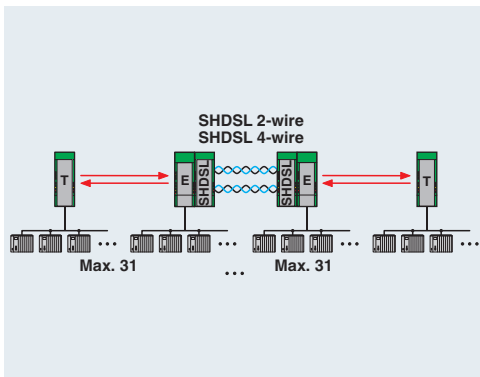 SHDSL 2-wire
SHDSL 4-wire
T
E
SHDSL
SHDSL
E
T
Max. 31
Max. 31